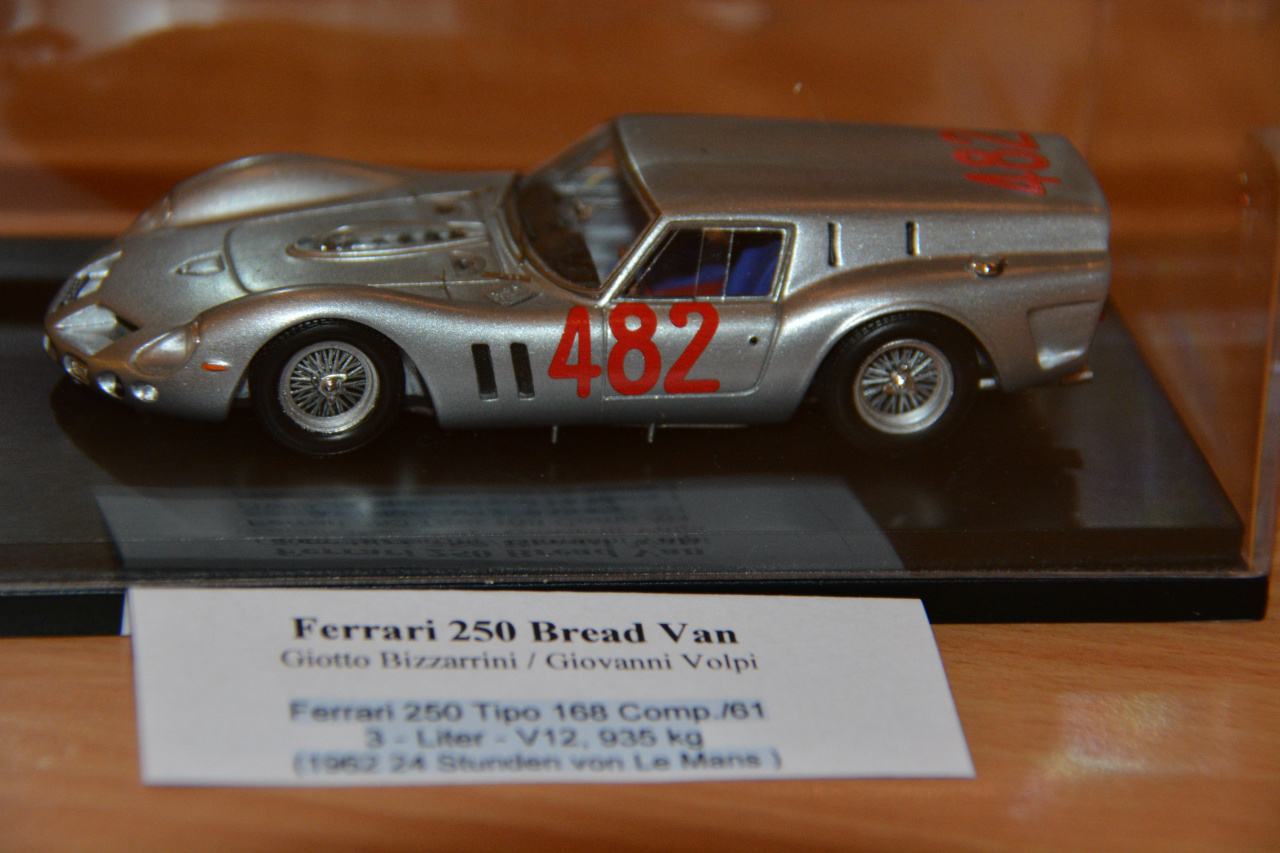 482
482
Ferrari 250 Bread Van
Giotto Bizzarrini / Giovanni Volpi
Ferrari 250 Tipo 168 Comp./61
3 - Liter - V12, 935 kg
(1962 24 Stunden von Le Mans )